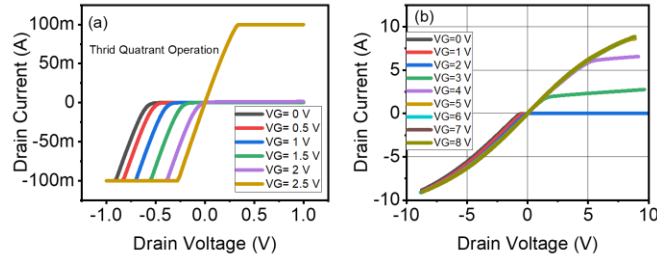 (a)
Thrid Quatrant Operation
Drain Current (A)
100m
50m
0
-50m
-100m
-1.0 -0.5 0.0 0.5 1.0
Drain Voltage (V)
VG= 0 V
VG= 0.5 V
VG= 1 V
VG= 1.5 V
VG= 2 V
VG= 2.5 V
(b)
Drain Current (A)
10
5
0
-5
-10
-10 -5 0 5 10
Drain Voltage (V)
VG=0 V
VG=1 V
VG=2 V
VG=3 V
VG=4 V
VG=5 V
VG=6 V
VG=7 V
VG=8 V